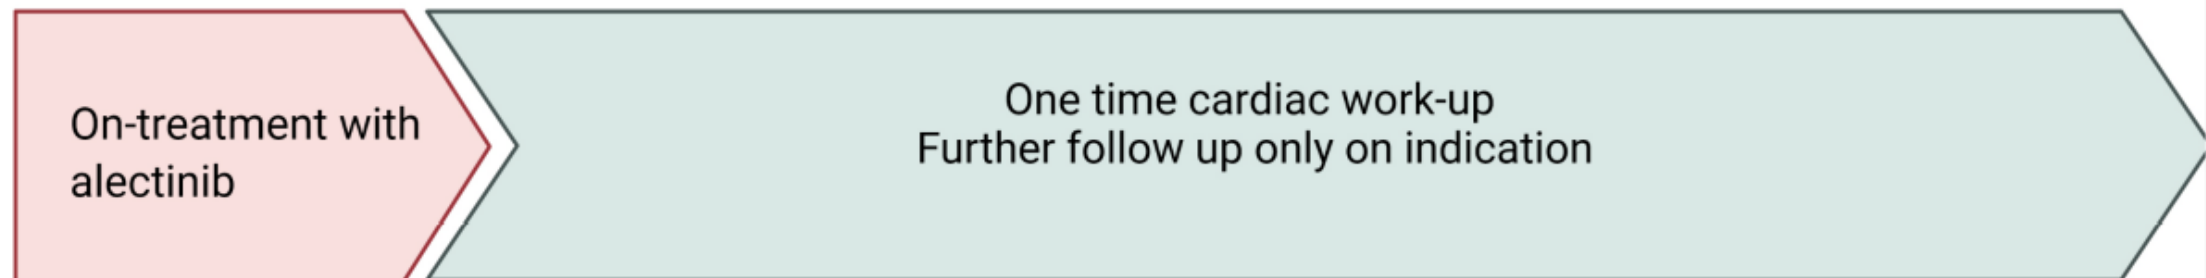 On-treatment with
alectinib
One time cardiac work-up
Further follow up only on indication